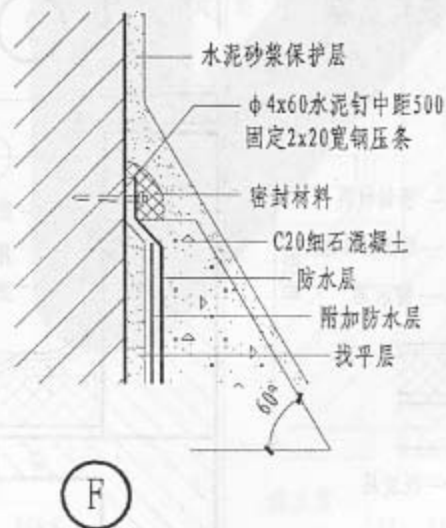 水泥砂浆保护层
ф4x60水泥钉中距500
固定2x20宽钢压条
密封材料
C20细石混凝土
防水层
附加防水层
找平层
60°
F